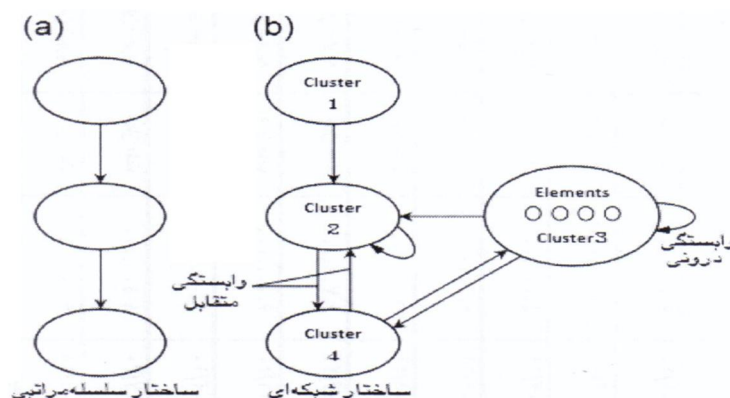 (a)
(b)
Cluster
1
Cluster
2
Elements
Cluster3
وابستگی
درونی
وابستگی
متقابل
Cluster
4
ساختار سلسله‌مراتبی
ساختار شبکه‌ای